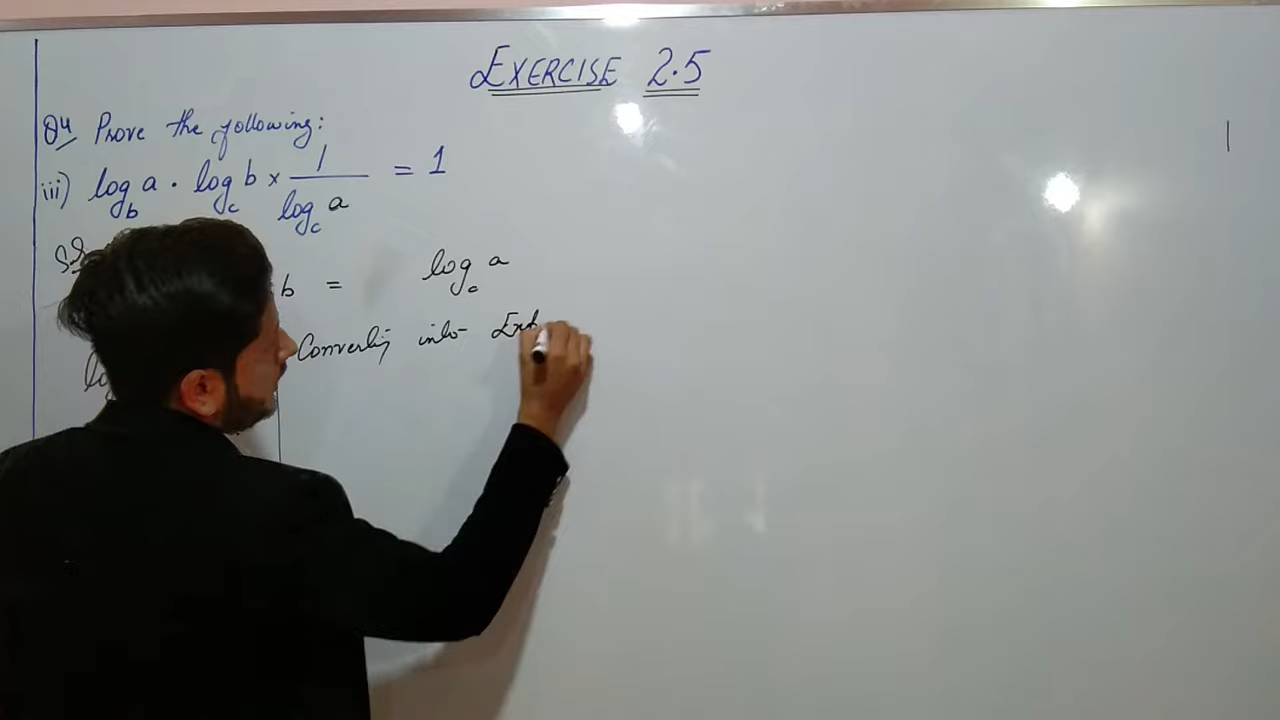 EXERCISE 2.5
Q4 Prove the following:
iii) log_b a · log_c b × 1/log_c a = 1
b = log_c a
Converting into